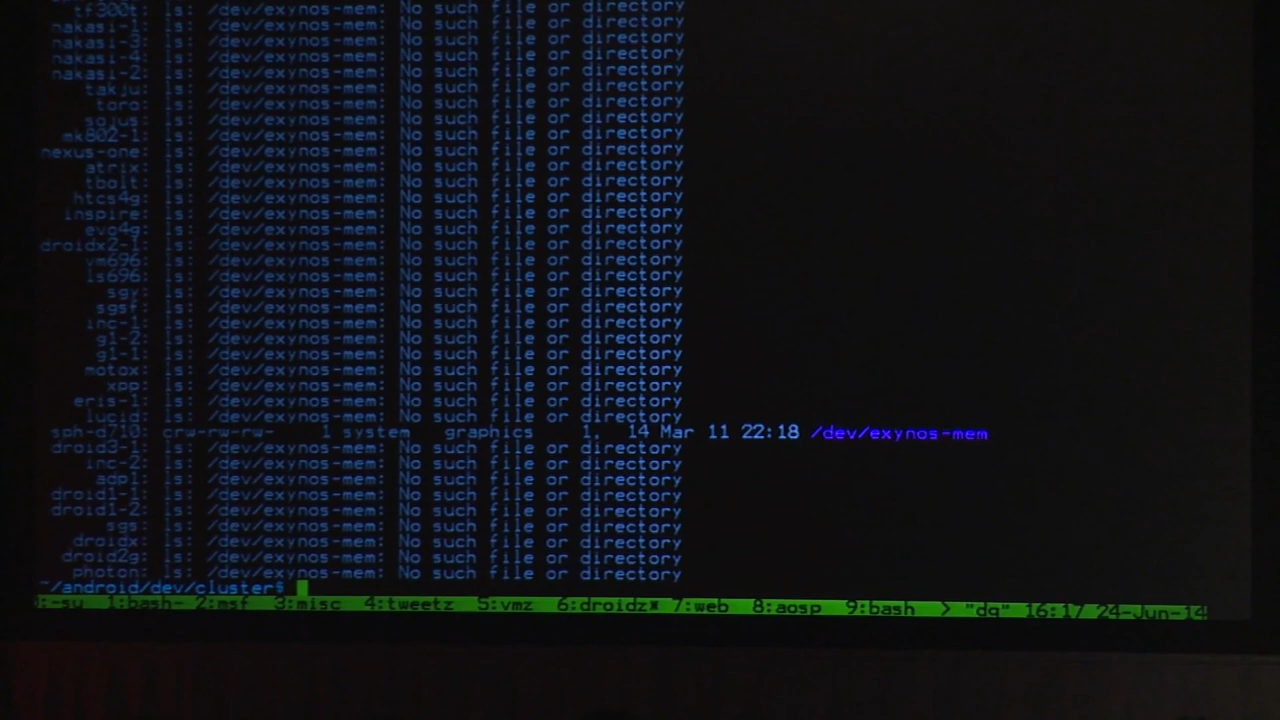 tf300t: ls: /dev/exynos-mem: No such file or directory
nakasi-1: ls: /dev/exynos-mem: No such file or directory
nakasi-3: ls: /dev/exynos-mem: No such file or directory
nakasi-4: ls: /dev/exynos-mem: No such file or directory
nakasi-2: ls: /dev/exynos-mem: No such file or directory
takju: ls: /dev/exynos-mem: No such file or directory
toro: ls: /dev/exynos-mem: No such file or directory
sojus: ls: /dev/exynos-mem: No such file or directory
mk802-1: ls: /dev/exynos-mem: No such file or directory
nexus-one: ls: /dev/exynos-mem: No such file or directory
atrix: ls: /dev/exynos-mem: No such file or directory
tbolt: ls: /dev/exynos-mem: No such file or directory
htcs4g: ls: /dev/exynos-mem: No such file or directory
inspire: ls: /dev/exynos-mem: No such file or directory
evo4g: ls: /dev/exynos-mem: No such file or directory
droidx2-1: ls: /dev/exynos-mem: No such file or directory
vm696: ls: /dev/exynos-mem: No such file or directory
ls696: ls: /dev/exynos-mem: No such file or directory
sgy: ls: /dev/exynos-mem: No such file or directory
sgsf: ls: /dev/exynos-mem: No such file or directory
inc-1: ls: /dev/exynos-mem: No such file or directory
g1-2: ls: /dev/exynos-mem: No such file or directory
g1-1: ls: /dev/exynos-mem: No such file or directory
motox: ls: /dev/exynos-mem: No such file or directory
xpp: ls: /dev/exynos-mem: No such file or directory
eris-1: ls: /dev/exynos-mem: No such file or directory
lucid: ls: /dev/exynos-mem: No such file or directory
sph-d710: crw-rw-rw- 1 system graphics 1, 14 Mar 11 22:18 /dev/exynos-mem
droid3-1: ls: /dev/exynos-mem: No such file or directory
inc-2: ls: /dev/exynos-mem: No such file or directory
adp1: ls: /dev/exynos-mem: No such file or directory
droid1-1: ls: /dev/exynos-mem: No such file or directory
droid1-2: ls: /dev/exynos-mem: No such file or directory
sgs: ls: /dev/exynos-mem: No such file or directory
droidx: ls: /dev/exynos-mem: No such file or directory
droid2g: ls: /dev/exynos-mem: No such file or directory
photon: ls: /dev/exynos-mem: No such file or directory
~/android/dev/cluster$
:-su 1:bash- 2:msf 3:misc 4:tweetz 5:vmz 6:droidz* 7:web 8:aosp 9:bash > "dq" 16:17 24-Jun-14